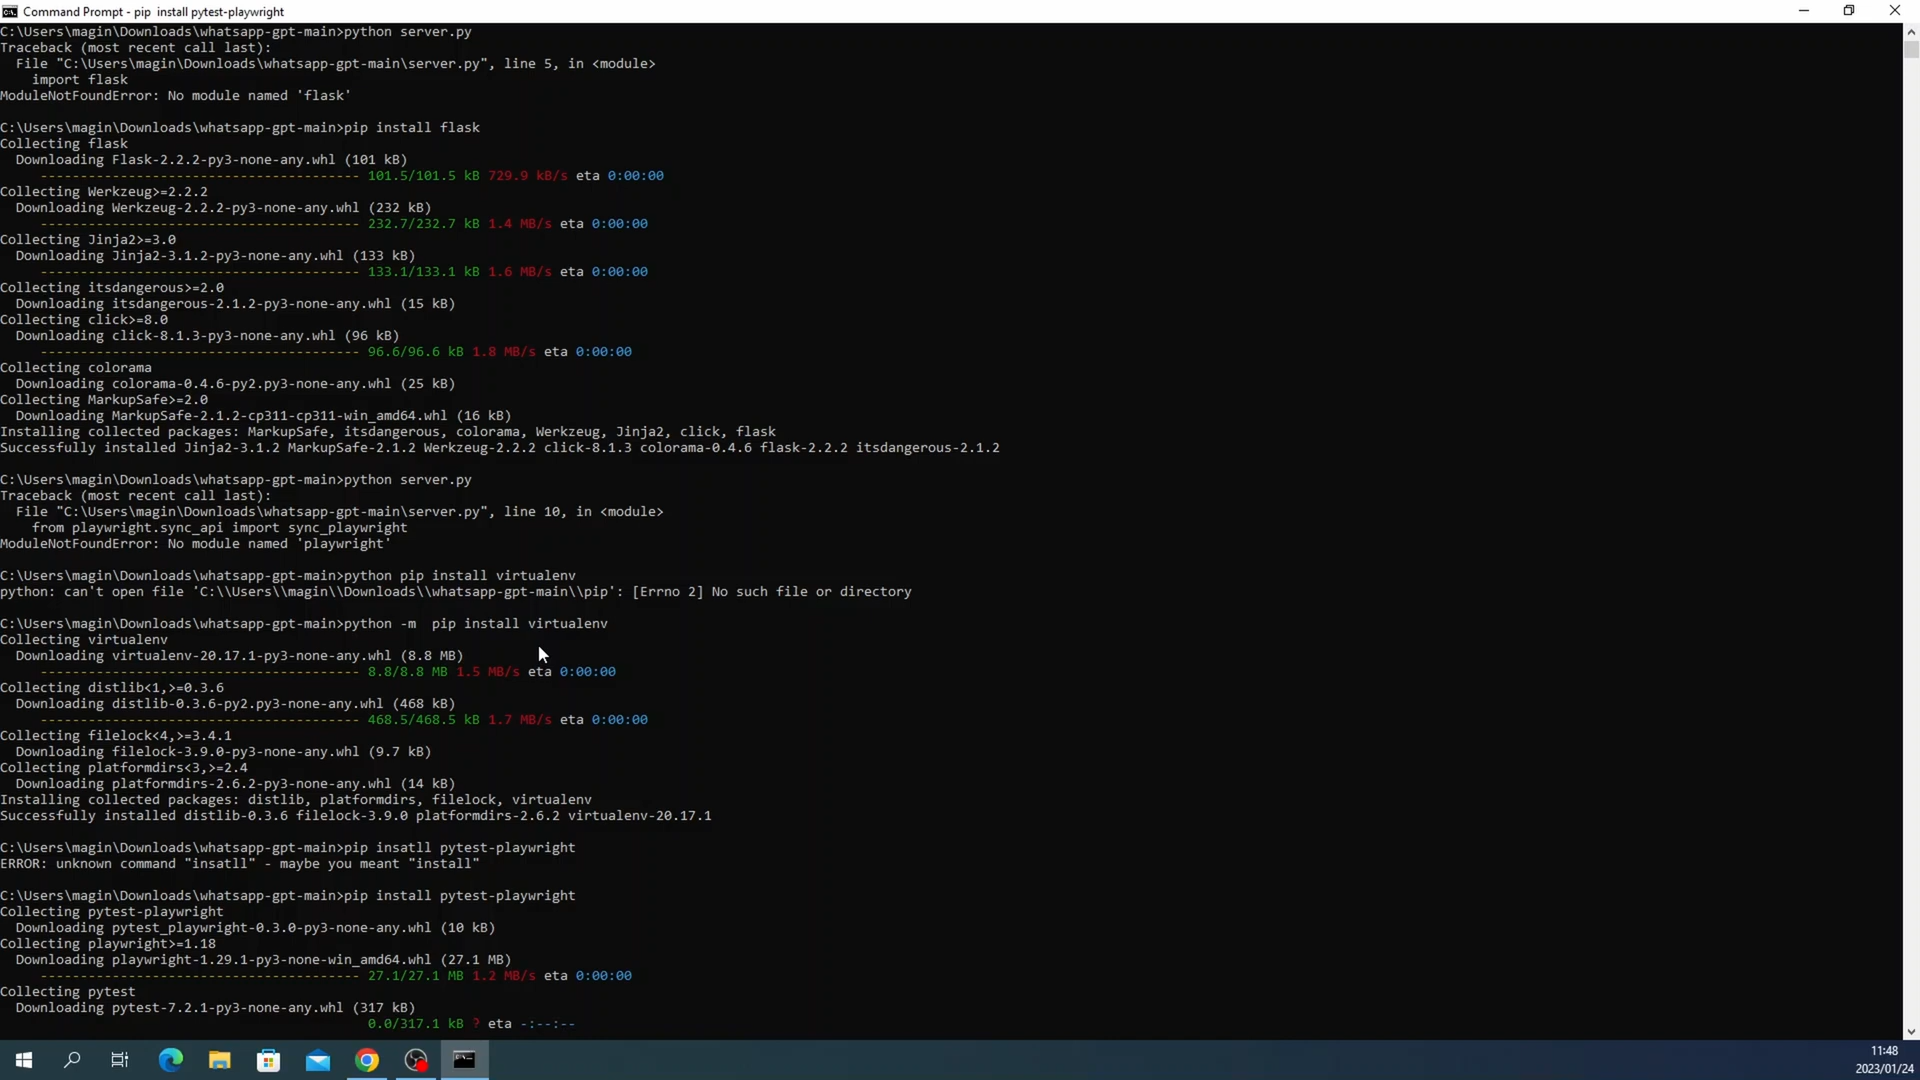 Command Prompt - pip  install pytest-playwright
C:\Users\magin\Downloads\whatsapp-gpt-main>python server.py
Traceback (most recent call last):
  File "C:\Users\magin\Downloads\whatsapp-gpt-main\server.py", line 5, in <module>
    import flask
ModuleNotFoundError: No module named 'flask'
C:\Users\magin\Downloads\whatsapp-gpt-main>pip install flask
Collecting flask
  Downloading Flask-2.2.2-py3-none-any.whl (101 kB)
     ---------------------------------------- 101.5/101.5 kB 729.9 kB/s eta 0:00:00
Collecting Werkzeug>=2.2.2
  Downloading Werkzeug-2.2.2-py3-none-any.whl (232 kB)
     ---------------------------------------- 232.7/232.7 kB 1.4 MB/s eta 0:00:00
Collecting Jinja2>=3.0
  Downloading Jinja2-3.1.2-py3-none-any.whl (133 kB)
     ---------------------------------------- 133.1/133.1 kB 1.6 MB/s eta 0:00:00
Collecting itsdangerous>=2.0
  Downloading itsdangerous-2.1.2-py3-none-any.whl (15 kB)
Collecting click>=8.0
  Downloading click-8.1.3-py3-none-any.whl (96 kB)
     ---------------------------------------- 96.6/96.6 kB 1.8 MB/s eta 0:00:00
Collecting colorama
  Downloading colorama-0.4.6-py2.py3-none-any.whl (25 kB)
Collecting MarkupSafe>=2.0
  Downloading MarkupSafe-2.1.2-cp311-cp311-win_amd64.whl (16 kB)
Installing collected packages: MarkupSafe, itsdangerous, colorama, Werkzeug, Jinja2, click, flask
Successfully installed Jinja2-3.1.2 MarkupSafe-2.1.2 Werkzeug-2.2.2 click-8.1.3 colorama-0.4.6 flask-2.2.2 itsdangerous-2.1.2
C:\Users\magin\Downloads\whatsapp-gpt-main>python server.py
Traceback (most recent call last):
  File "C:\Users\magin\Downloads\whatsapp-gpt-main\server.py", line 10, in <module>
    from playwright.sync_api import sync_playwright
ModuleNotFoundError: No module named 'playwright'
C:\Users\magin\Downloads\whatsapp-gpt-main>python pip install virtualenv
python: can't open file 'C:\\Users\\magin\\Downloads\\whatsapp-gpt-main\\pip': [Errno 2] No such file or directory
C:\Users\magin\Downloads\whatsapp-gpt-main>python -m  pip install virtualenv
Collecting virtualenv
  Downloading virtualenv-20.17.1-py3-none-any.whl (8.8 MB)
     ---------------------------------------- 8.8/8.8 MB 1.5 MB/s eta 0:00:00
Collecting distlib<1,>=0.3.6
  Downloading distlib-0.3.6-py2.py3-none-any.whl (468 kB)
     ---------------------------------------- 468.5/468.5 kB 1.7 MB/s eta 0:00:00
Collecting filelock<4,>=3.4.1
  Downloading filelock-3.9.0-py3-none-any.whl (9.7 kB)
Collecting platformdirs<3,>=2.4
  Downloading platformdirs-2.6.2-py3-none-any.whl (14 kB)
Installing collected packages: distlib, platformdirs, filelock, virtualenv
Successfully installed distlib-0.3.6 filelock-3.9.0 platformdirs-2.6.2 virtualenv-20.17.1
C:\Users\magin\Downloads\whatsapp-gpt-main>pip insatll pytest-playwright
ERROR: unknown command "insatll" - maybe you meant "install"
C:\Users\magin\Downloads\whatsapp-gpt-main>pip install pytest-playwright
Collecting pytest-playwright
  Downloading pytest_playwright-0.3.0-py3-none-any.whl (10 kB)
Collecting playwright>=1.18
  Downloading playwright-1.29.1-py3-none-win_amd64.whl (27.1 MB)
     ---------------------------------------- 27.1/27.1 MB 1.2 MB/s eta 0:00:00
Collecting pytest
  Downloading pytest-7.2.1-py3-none-any.whl (317 kB)
     0.0/317.1 kB ? eta -:--:--
11:48
2023/01/24